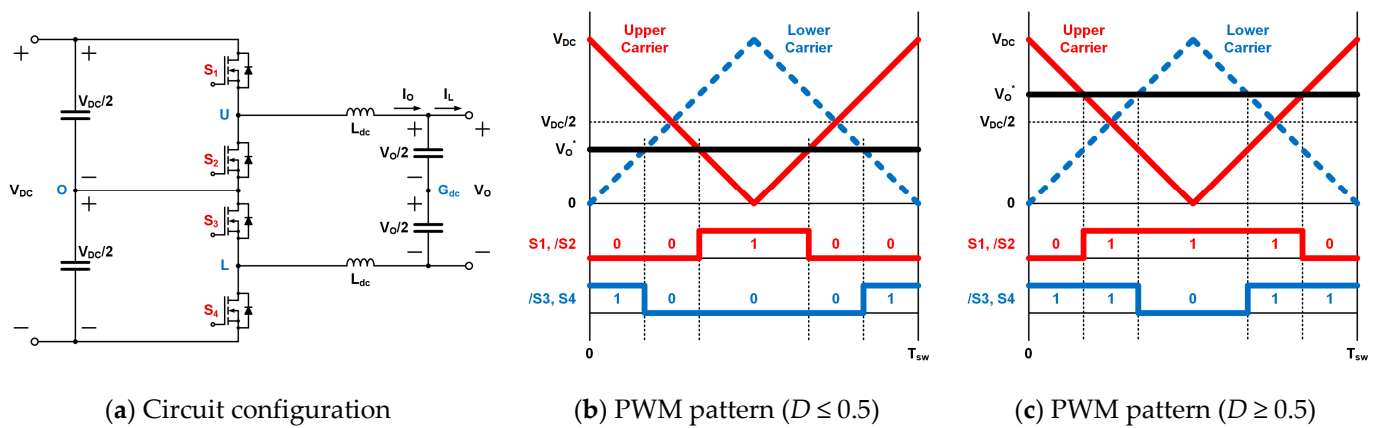 +
+
V_DC/2
S₁
U
I_O
I_L
L_dc
+
+
S₂
V_O/2
−
−
V_DC
O
G_dc
V_O
+
+
S₃
V_O/2
V_DC/2
L
−
−
L_dc
S₄
−
−
(a) Circuit configuration
Upper Carrier
Lower Carrier
V_DC
V_DC/2
V_O*
0
S1, /S2
0 0 1 0 0
/S3, S4
1 0 0 0 1
0
T_sw
(b) PWM pattern (D ≤ 0.5)
Upper Carrier
Lower Carrier
V_DC
V_O*
V_DC/2
0
S1, /S2
0 1 1 1 0
/S3, S4
1 1 0 1 1
0
T_sw
(c) PWM pattern (D ≥ 0.5)